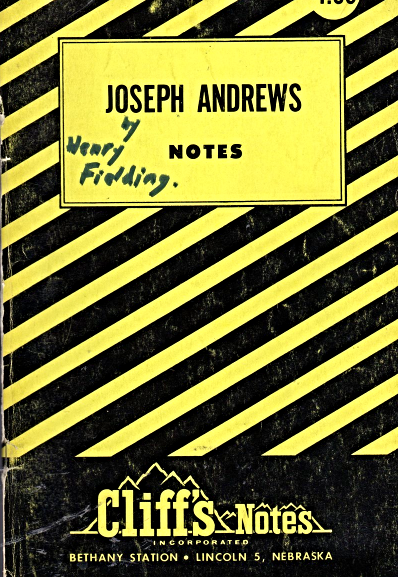 JOSEPH ANDREWS
by
Henry
Fielding.
NOTES
Cliff's Notes
INCORPORATED
BETHANY STATION • LINCOLN 5, NEBRASKA